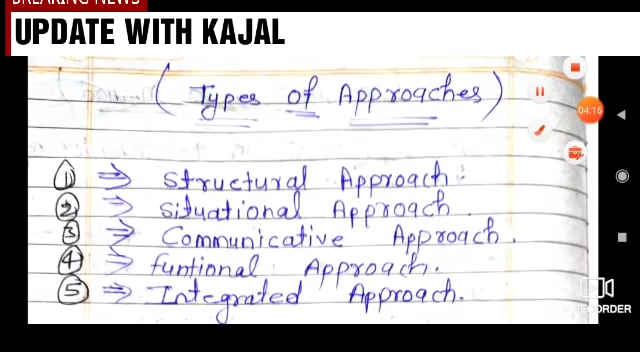 BREAKING NEWS
UPDATE WITH KAJAL
(Types of Approaches)
04:16
① ⇒ Structural Approach :
② ⇒ Situational Approach
③ ⇒ Communicative Approach.
④ ⇒ funtional Approach.
⑤ ⇒ Integrated Approach.
RECORDER